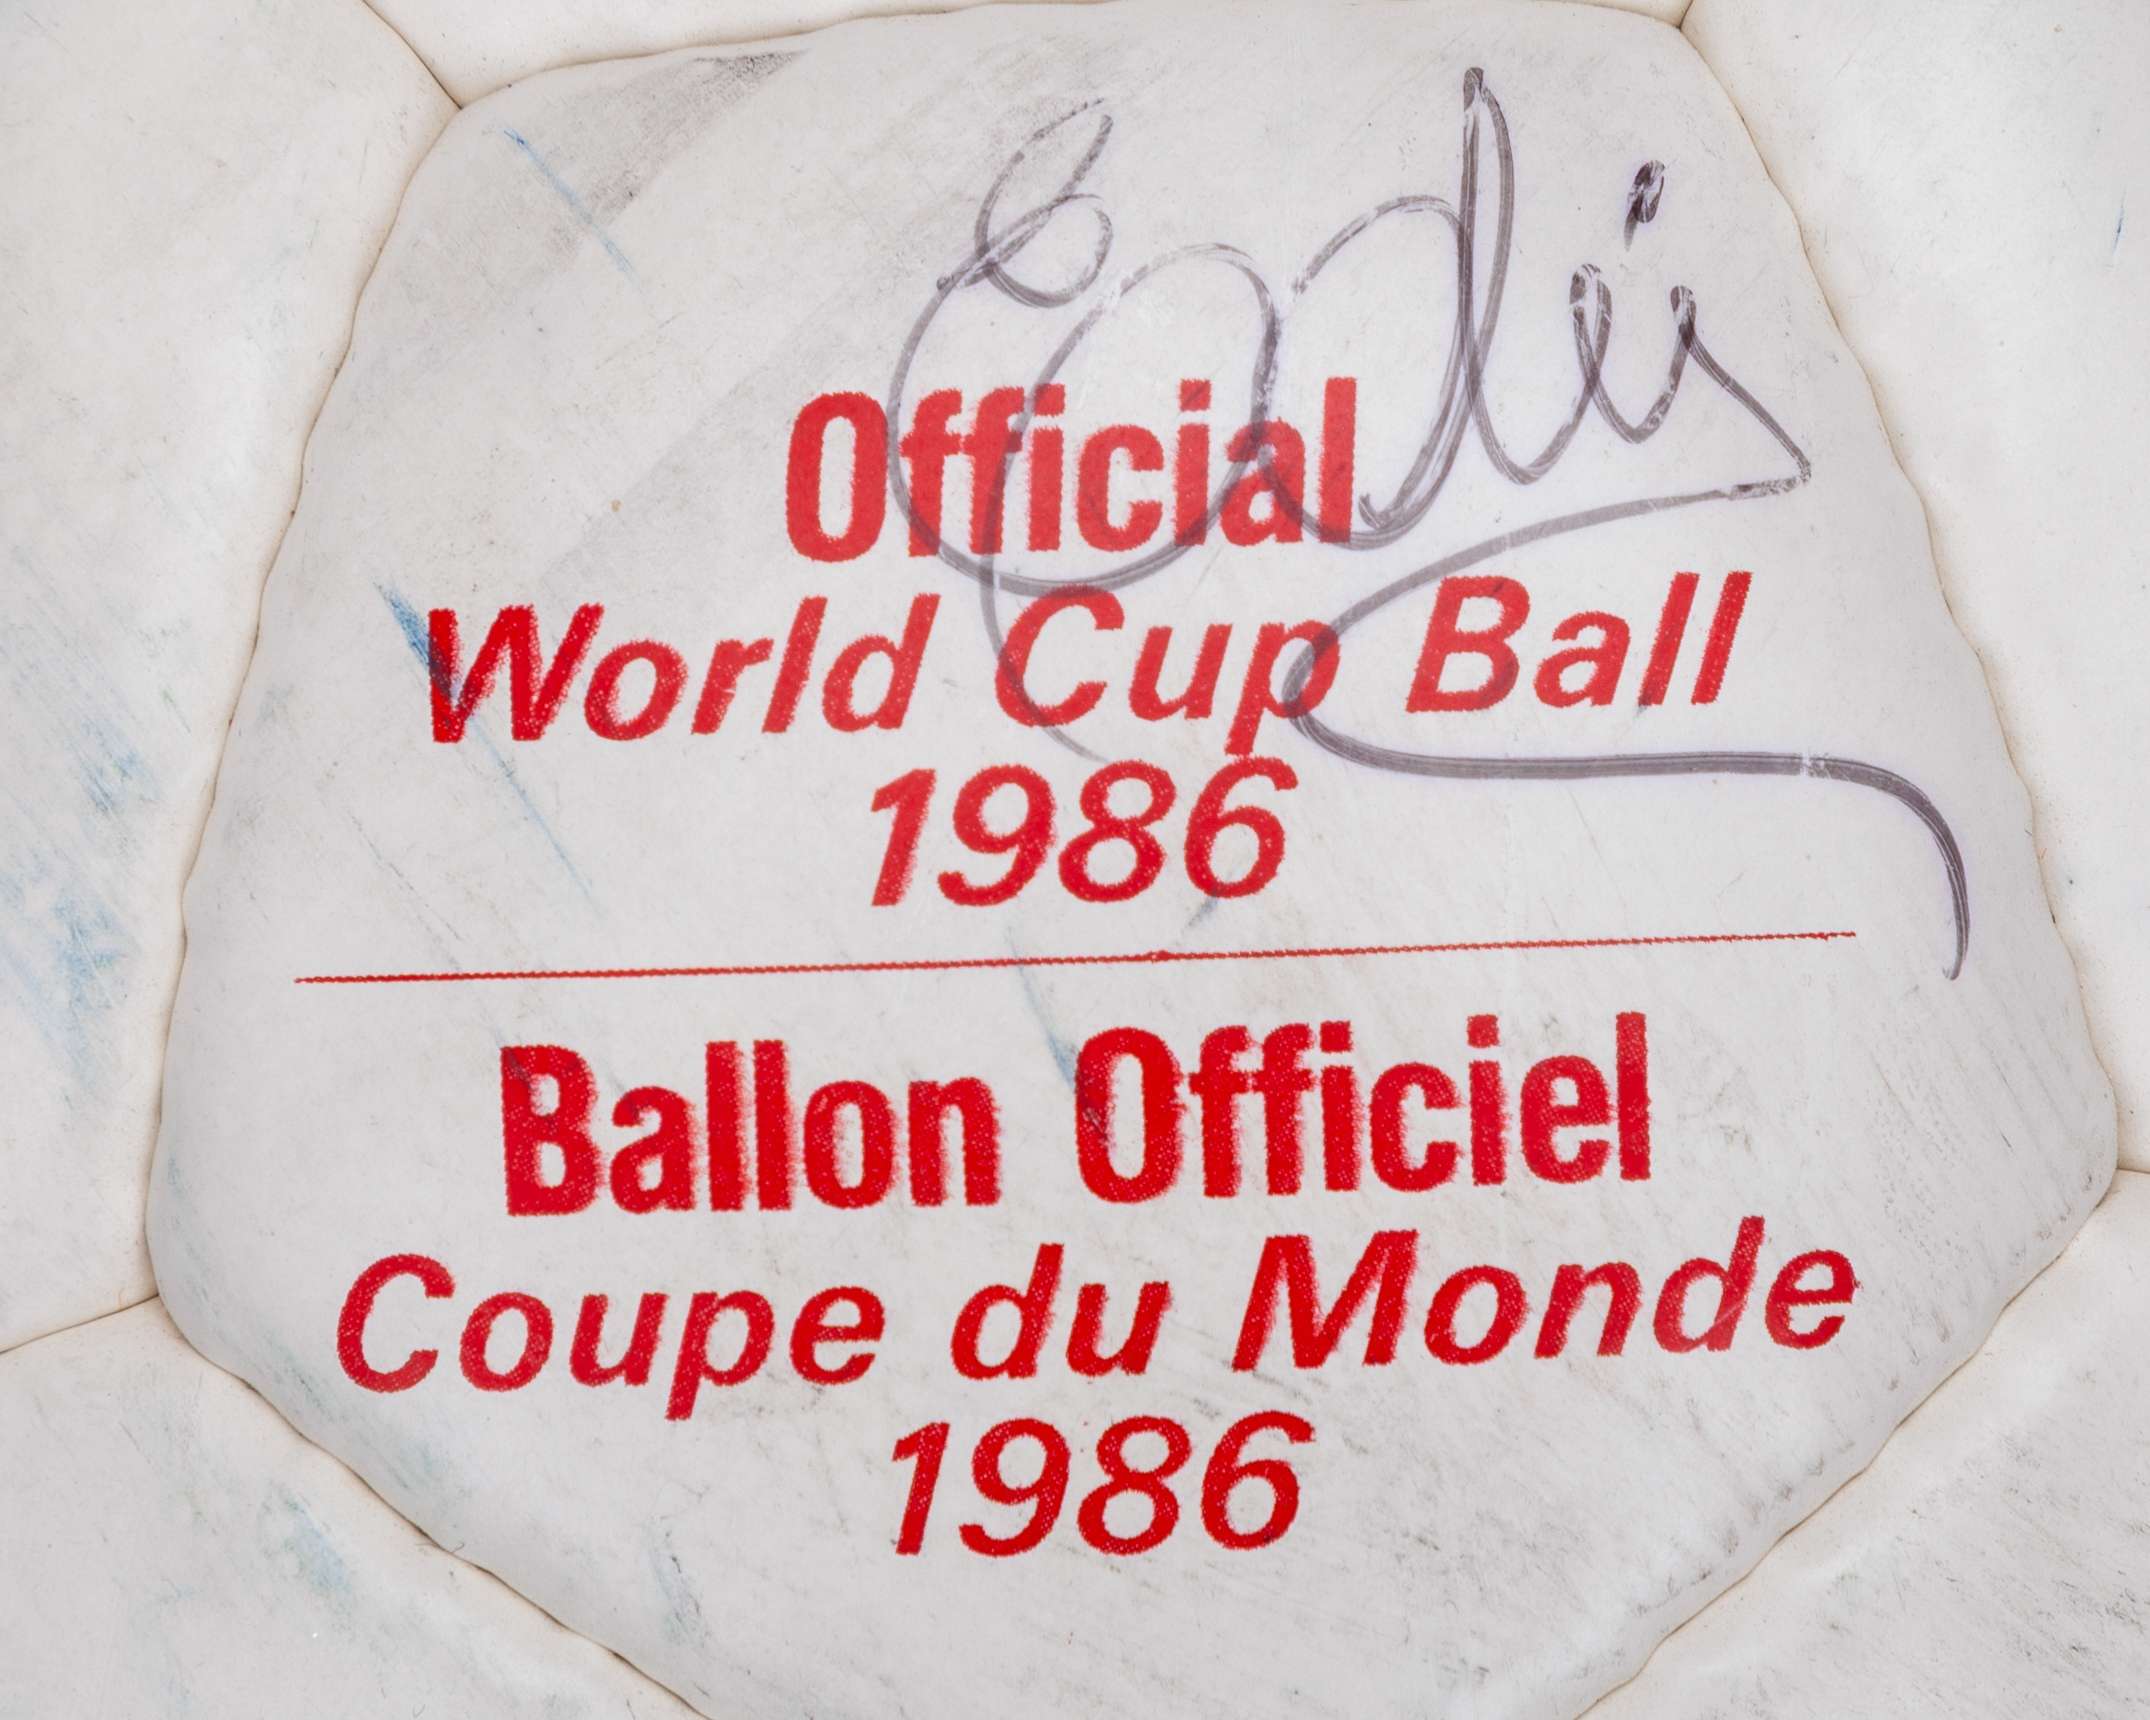 Official
World Cup Ball
1986
Ballon Officiel
Coupe du Monde
1986